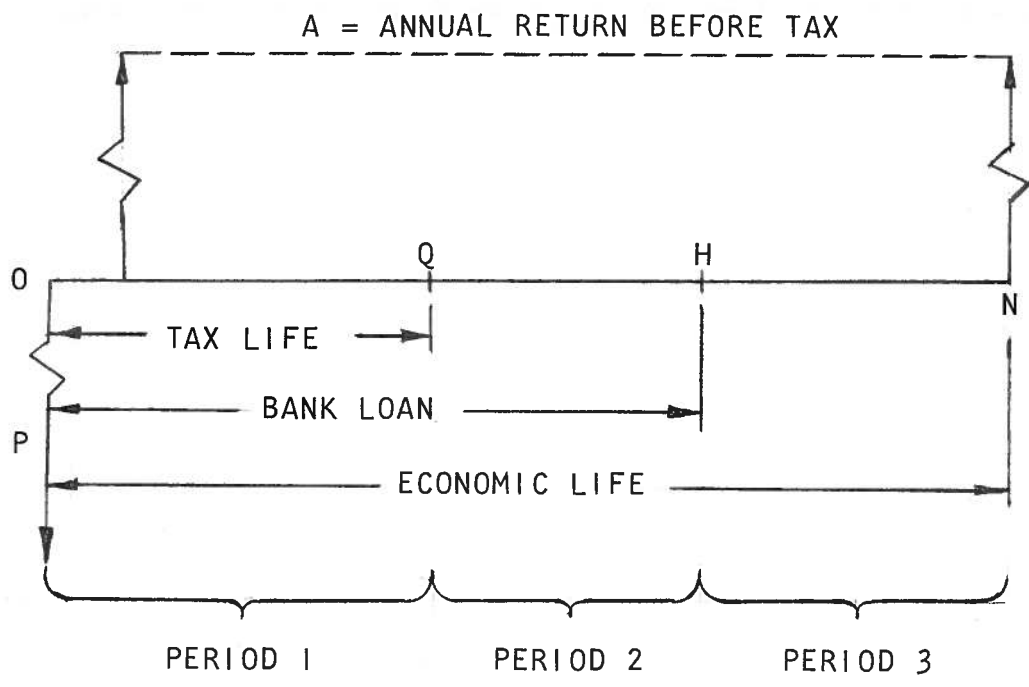 A = ANNUAL RETURN BEFORE TAX
O
Q
H
N
TAX LIFE
BANK LOAN
P
ECONOMIC LIFE
PERIOD 1
PERIOD 2
PERIOD 3